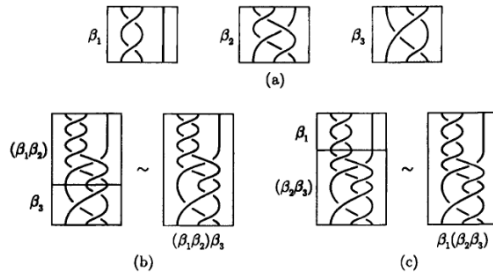 β₁ β₂ β₃
(a)
(β₁β₂)
β₃
~
(β₁β₂)β₃
(b)
β₁
(β₂β₃)
~
β₁(β₂β₃)
(c)